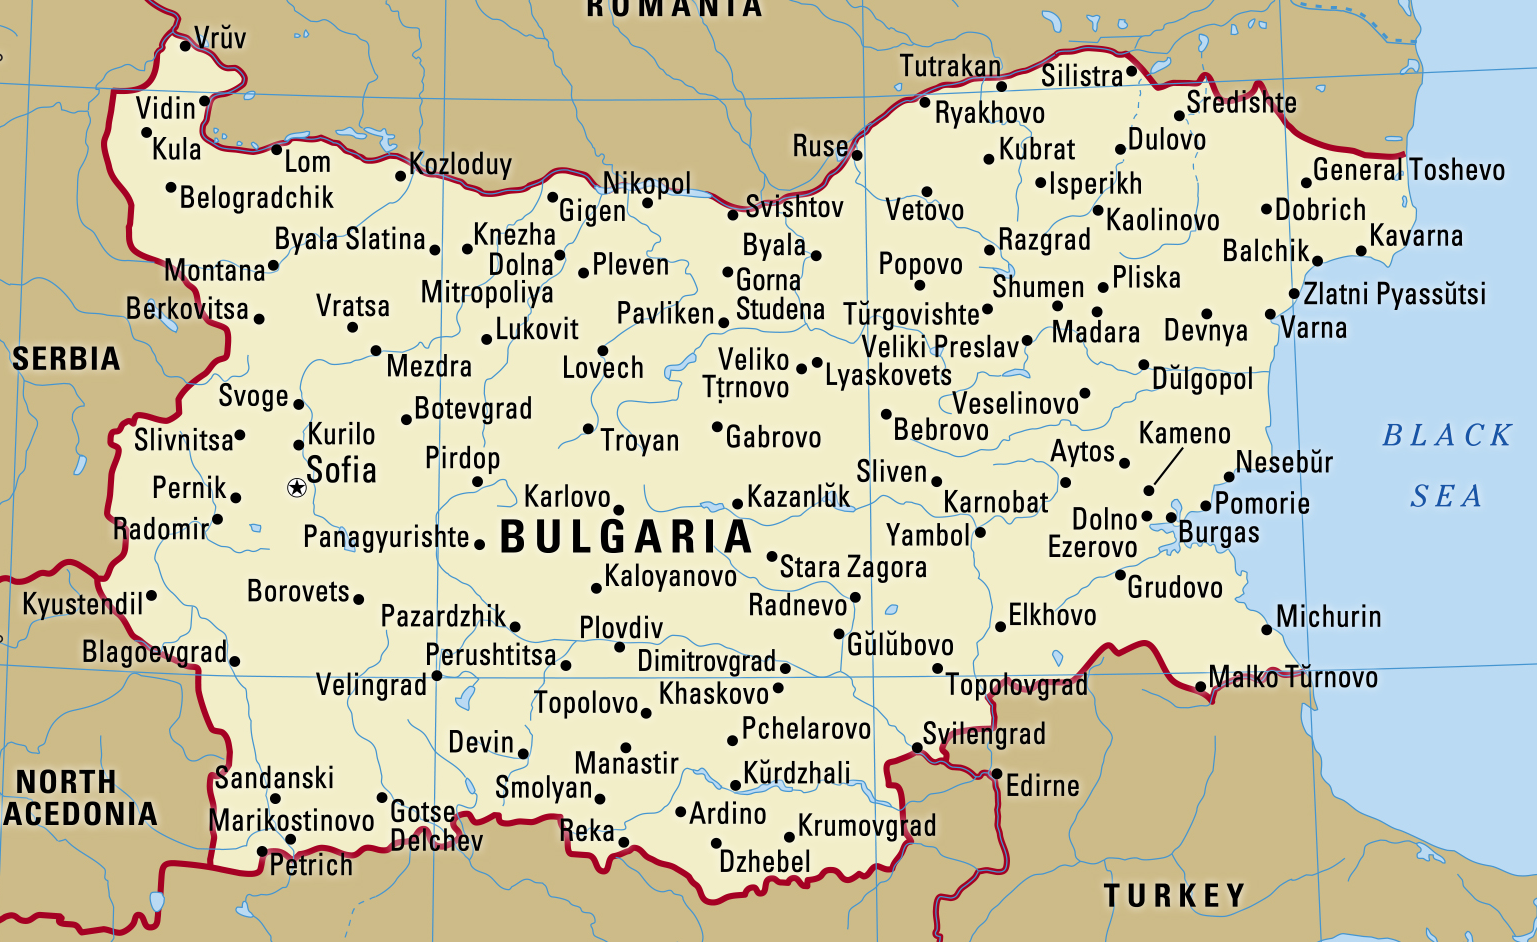 ROMANIA
Vrŭv
Tutrakan
Silistra
Vidin
Ryakhovo
Sredishte
Kula
Lom
Kozloduy
Ruse
Kubrat
Dulovo
General Toshevo
Belogradchik
Nikopol
Isperikh
Gigen
Svishtov
Vetovo
Kaolinovo
Dobrich
Byala Slatina
Knezha
Byala
Razgrad
Balchik
Kavarna
Montana
Dolna
Mitropoliya
Pleven
Gorna
Studena
Popovo
Pliska
Shumen
Zlatni Pyassŭtsi
Berkovitsa
Vratsa
Pavliken
Tŭrgovishte
Madara
Devnya
Varna
Lukovit
SERBIA
Mezdra
Lovech
Veliko
Tţrnovo
Lyaskovets
Veliki Preslav
Dŭlgopol
Svoge
Botevgrad
Veselinovo
Slivnitsa
Kurilo
Troyan
Gabrovo
Bebrovo
Kameno
BLACK
SEA
Sofia
Pirdop
Sliven
Aytos
Nesebŭr
Pernik
Karlovo
Kazanlŭk
Karnobat
Pomorie
Radomir
Panagyurishte
BULGARIA
Yambol
Dolno
Ezerovo
Burgas
Kaloyanovo
Stara Zagora
Grudovo
Kyustendil
Borovets
Pazardzhik
Radnevo
Elkhovo
Michurin
Blagoevgrad
Plovdiv
Perushtitsa
Dimitrovgrad
Gŭlŭbovo
Velingrad
Topolovo
Khaskovo
Topolovgrad
Malko Tŭrnovo
Devin
Manastir
Pchelarovo
Svilengrad
NORTH
ACEDONIA
Sandanski
Smolyan
Kŭrdzhali
Edirne
Marikostinovo
Gotse
Delchev
Reka
Ardino
Krumovgrad
Petrich
Dzhebel
TURKEY